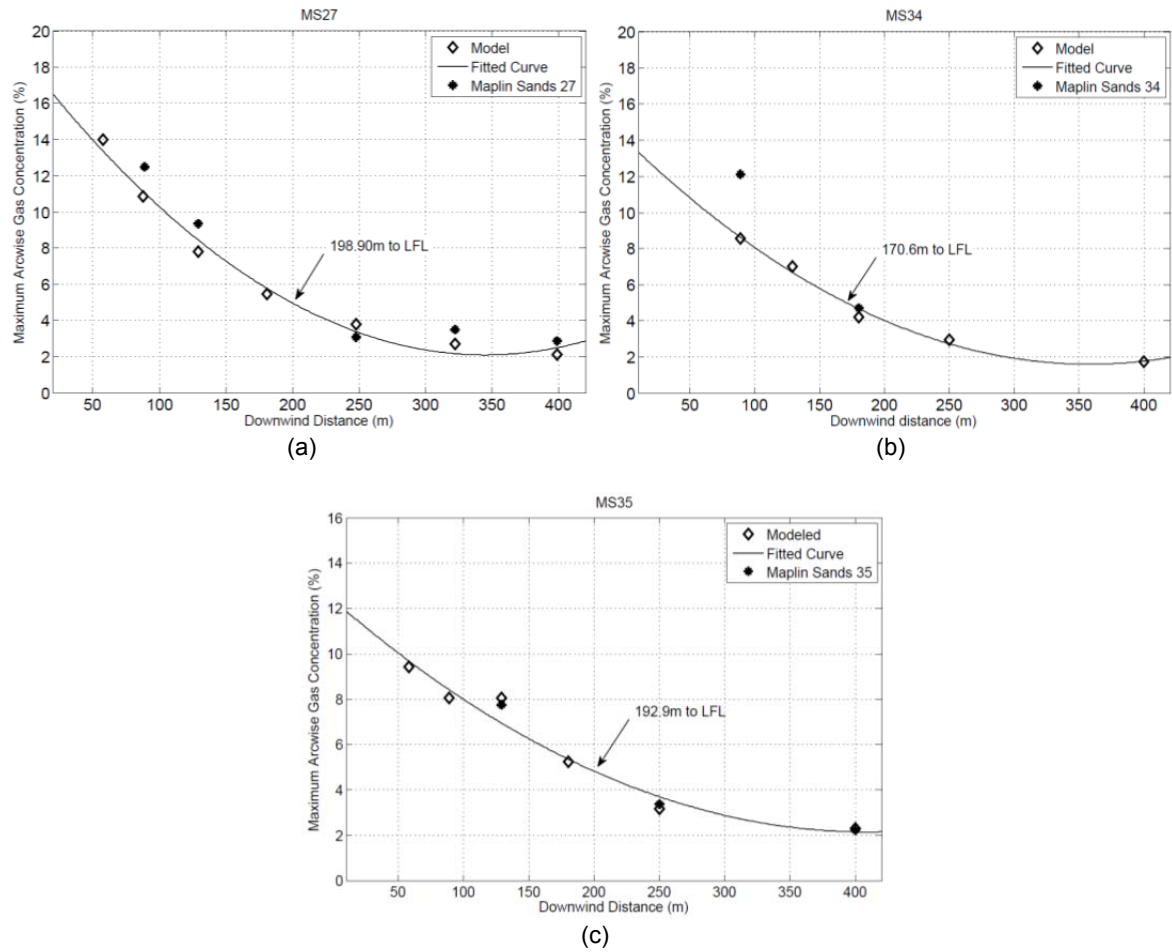 MS27
20
18
16
14
12
10
8
6
4
2
0
Maximum Arcwise Gas Concentration (%)
Model
Fitted Curve
Maplin Sands 27
198.90m to LFL
50 100 150 200 250 300 350 400
Downwind Distance (m)
(a)
MS34
20
18
16
14
12
10
8
6
4
2
0
Maximum Arcwise Gas Concentration (%)
Model
Fitted Curve
Maplin Sands 34
170.6m to LFL
50 100 150 200 250 300 350 400
Downwind distance (m)
(b)
MS35
16
14
12
10
8
6
4
2
0
Maximum Arcwise Gas Concentration (%)
Modeled
Fitted Curve
Maplin Sands 35
192.9m to LFL
50 100 150 200 250 300 350 400
Downwind Distance (m)
(c)